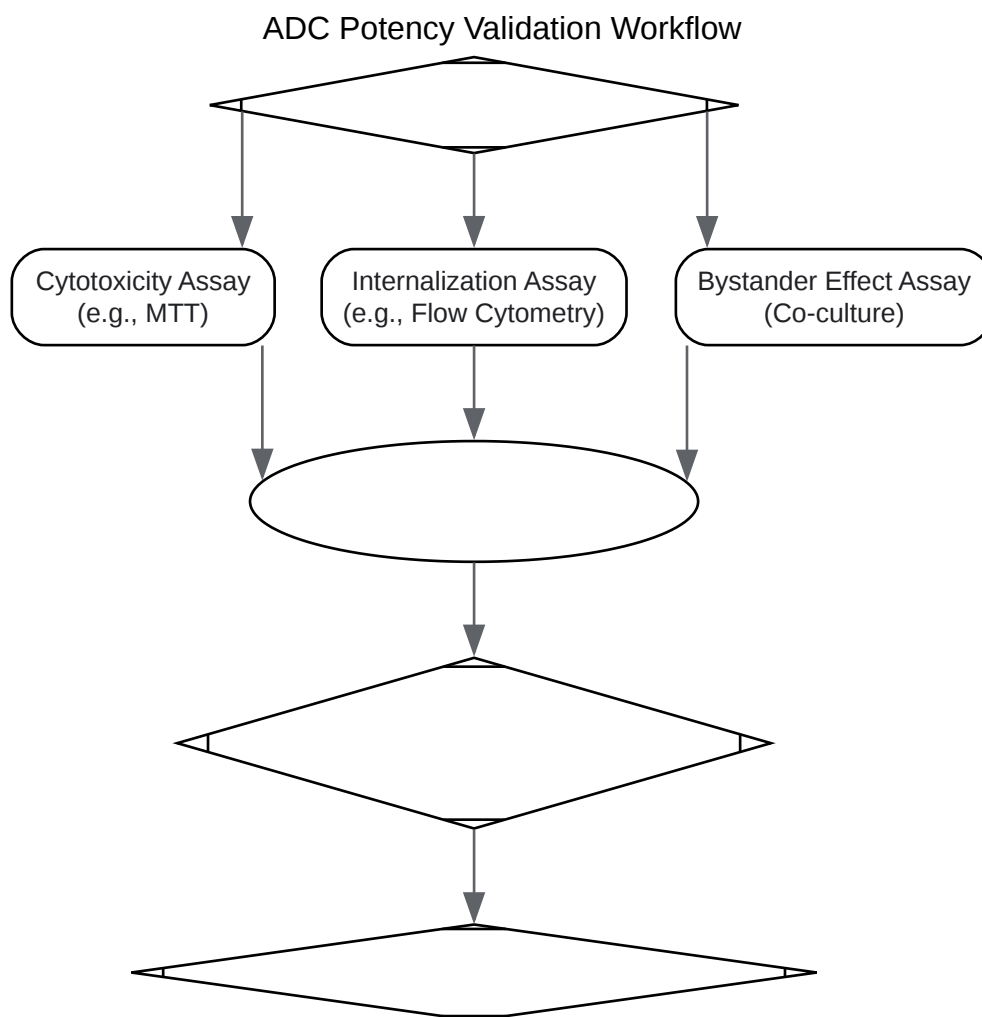 ADC Potency Validation Workflow
Cytotoxicity Assay
(e.g., MTT)
Internalization Assay
(e.g., Flow Cytometry)
Bystander Effect Assay
(Co-culture)